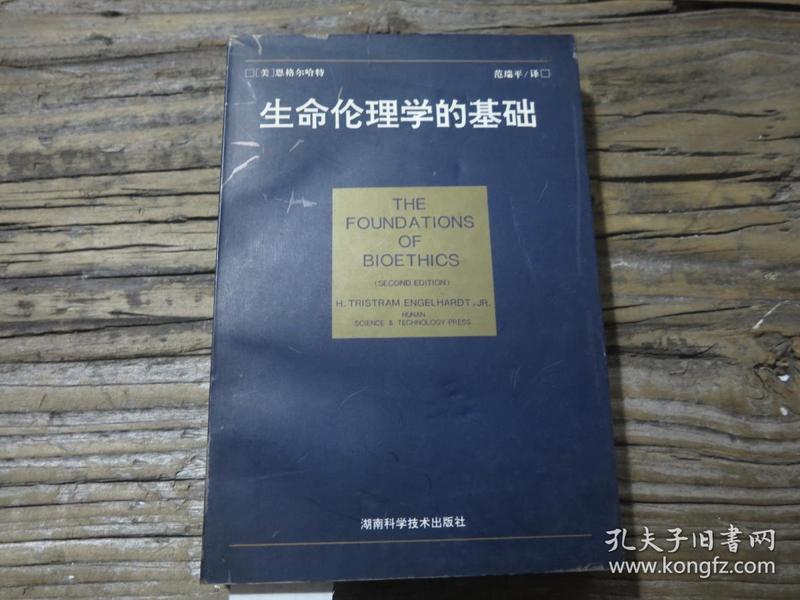 [美]恩格尔哈特
范瑞平/译
生命伦理学的基础
THE
FOUNDATIONS
OF
BIOETHICS
(SECOND EDITION)
H. TRISTRAM ENGELHARDT, JR.
HUNAN
SCIENCE & TECHNOLOGY PRESS
湖南科学技术出版社
孔夫子旧书网
www.kongfz.com